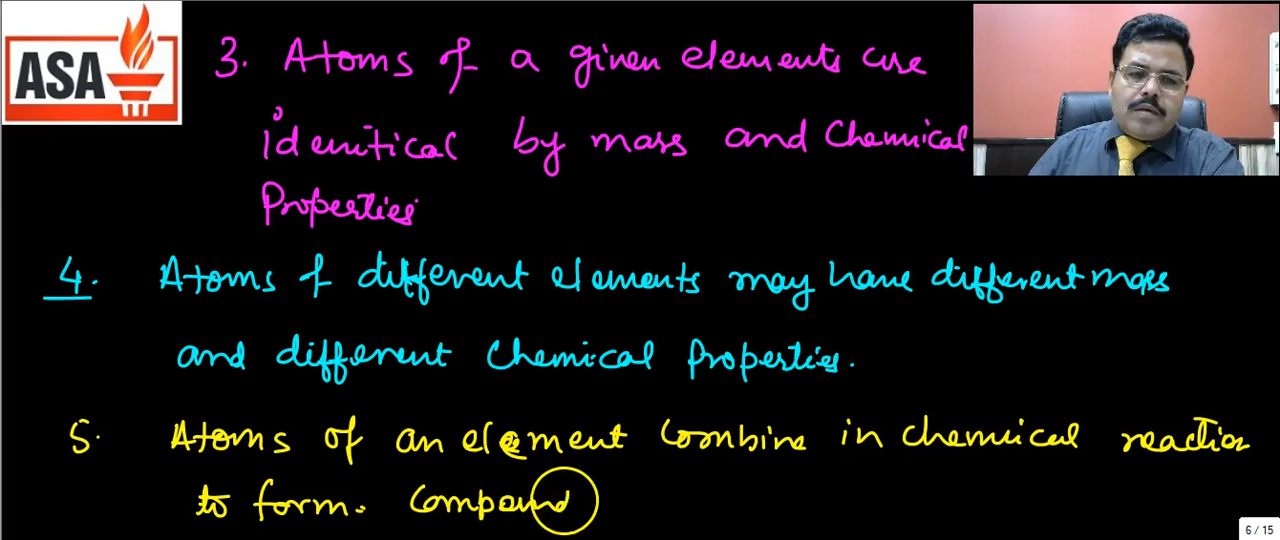 ASA
3. Atoms of a given elements are
identical by mass and Chemical
Properties
4. Atoms of different elements may have different mass
and different Chemical Properties.
5. Atoms of an element Combine in chemical reaction
to form. Compound
6 / 15